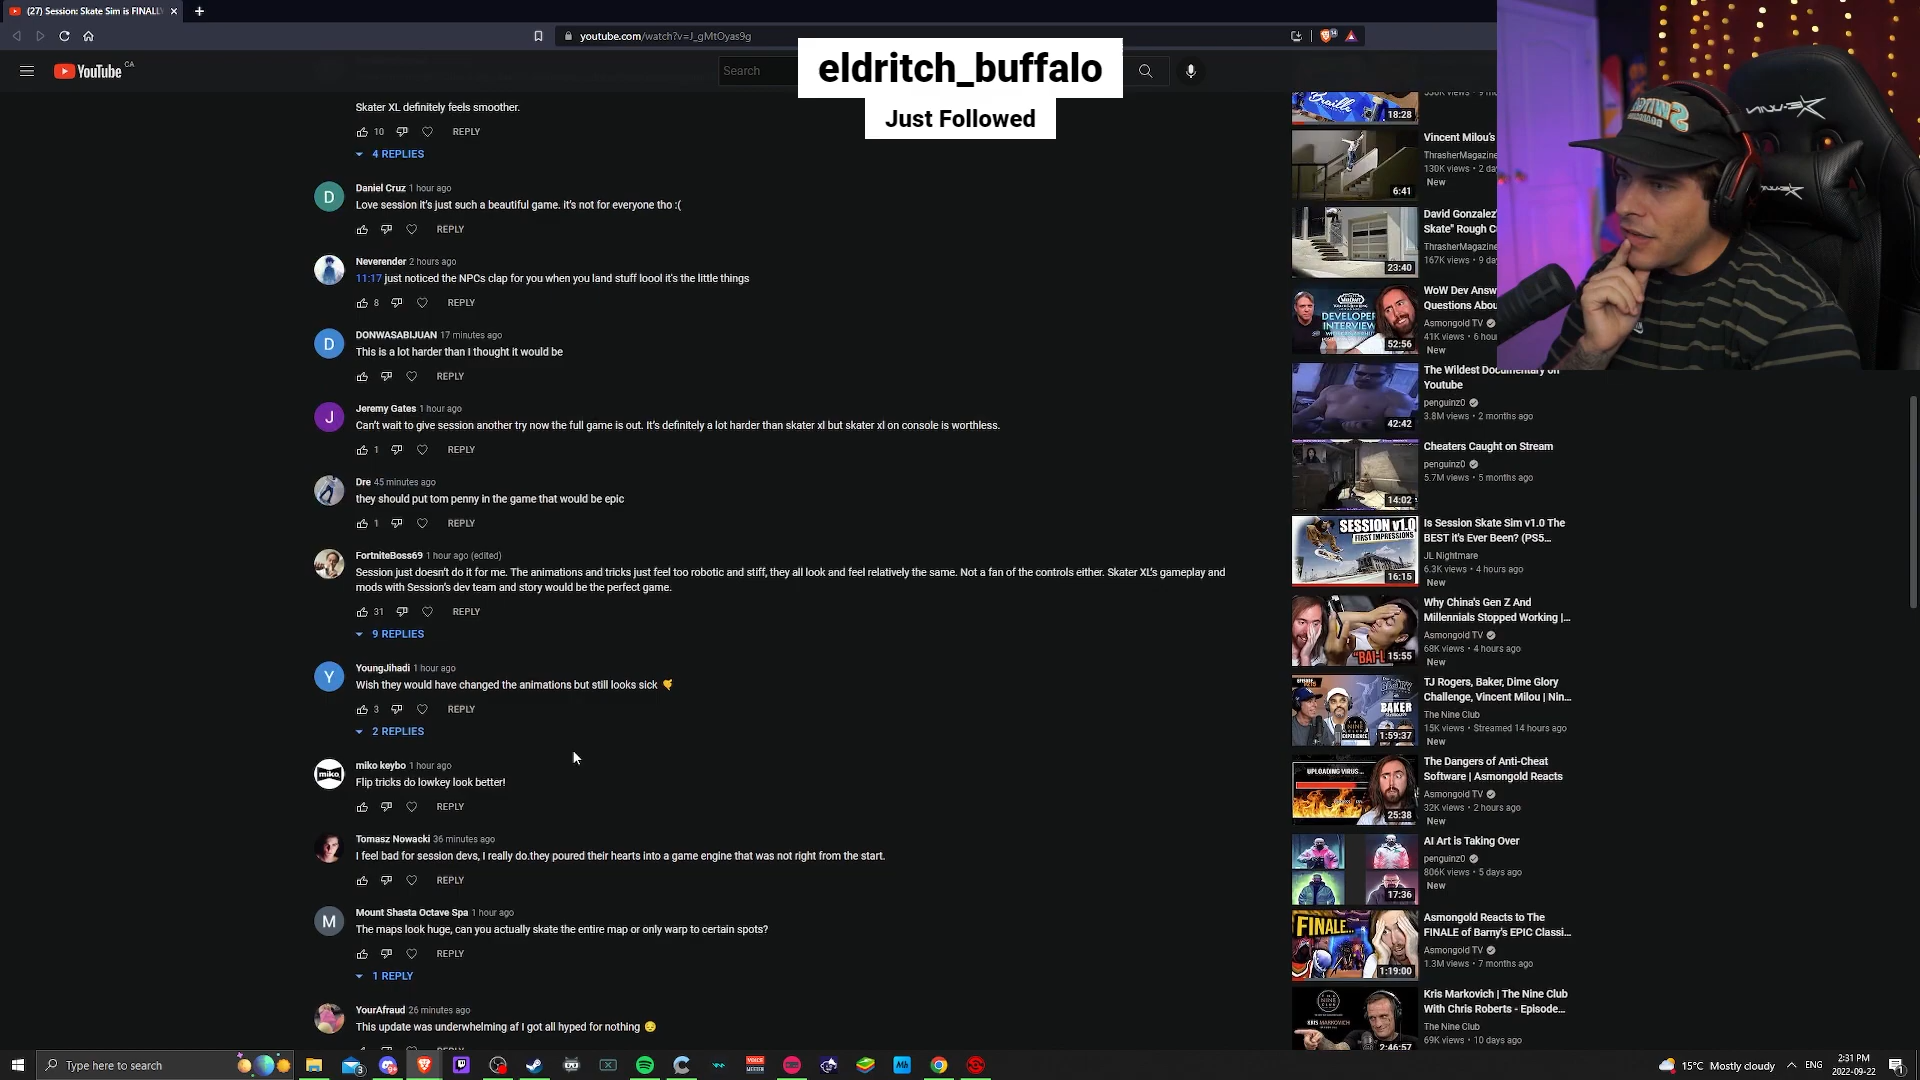 (27) Session: Skate Sim is FINALL
youtube.com/watch?v=J_gMtOyas9g
YouTube CA
Search
eldritch_buffalo
Just Followed
Skater XL definitely feels smoother.
10 REPLY
4 REPLIES
Daniel Cruz 1 hour ago
Love session it's just such a beautiful game. it's not for everyone tho :(
REPLY
Neverender 2 hours ago
11:17 just noticed the NPCs clap for you when you land stuff loool it's the little things
8 REPLY
DONWASABIJUAN 17 minutes ago
This is a lot harder than I thought it would be
REPLY
Jeremy Gates 1 hour ago
Can't wait to give session another try now the full game is out. It's definitely a lot harder than skater xl but skater xl on console is worthless.
1 REPLY
Dre 45 minutes ago
they should put tom penny in the game that would be epic
1 REPLY
FortniteBoss69 1 hour ago (edited)
Session just doesn't do it for me. The animations and tricks just feel too robotic and stiff, they all look and feel relatively the same. Not a fan of the controls either. Skater XL's gameplay and
mods with Session's dev team and story would be the perfect game.
31 REPLY
9 REPLIES
YoungJihadi 1 hour ago
Wish they would have changed the animations but still looks sick
3 REPLY
2 REPLIES
miko keybo 1 hour ago
Flip tricks do lowkey look better!
REPLY
Tomasz Nowacki 36 minutes ago
I feel bad for session devs, I really do.they poured their hearts into a game engine that was not right from the start.
REPLY
Mount Shasta Octave Spa 1 hour ago
The maps look huge, can you actually skate the entire map or only warp to certain spots?
REPLY
1 REPLY
YourAfraud 26 minutes ago
This update was underwhelming af I got all hyped for nothing
Braille
18:28
Vincent Milou's
ThrasherMagazine
130K views • 2 da
New
6:41
David Gonzalez'
Skate" Rough C
ThrasherMagazine
167K views • 9 da
23:40
WoW Dev Answ
Questions Abou
Asmongold TV
41K views • 6 hour
New
DEVELOPER
INTERVIEW
52:56
The Wildest Documentary on
Youtube
penguinz0
3.8M views • 2 months ago
42:42
Cheaters Caught on Stream
penguinz0
5.7M views • 5 months ago
14:02
SESSION V1.0
FIRST IMPRESSIONS
16:15
Is Session Skate Sim v1.0 The
BEST it's Ever Been? (PS5...
JL Nightmare
6.3K views • 4 hours ago
New
Why China's Gen Z And
Millennials Stopped Working |...
Asmongold TV
68K views • 4 hours ago
New
15:55
TJ Rogers, Baker, Dime Glory
Challenge, Vincent Milou | Nin...
The Nine Club
15K views • Streamed 14 hours ago
New
BAKER
1:59:37
The Dangers of Anti-Cheat
Software | Asmongold Reacts
Asmongold TV
32K views • 2 hours ago
New
UPLOADING VIRUS...
25:38
AI Art is Taking Over
penguinz0
806K views • 5 days ago
New
17:36
Asmongold Reacts to The
FINALE of Barny's EPIC Classi...
Asmongold TV
1.3M views • 7 months ago
FINALE...
1:19:00
Kris Markovich | The Nine Club
With Chris Roberts - Episode...
The Nine Club
69K views • 10 days ago
KRIS MARKOVICH
2:46:57
Type here to search
15°C Mostly cloudy
ENG
2:31 PM
2022-09-22